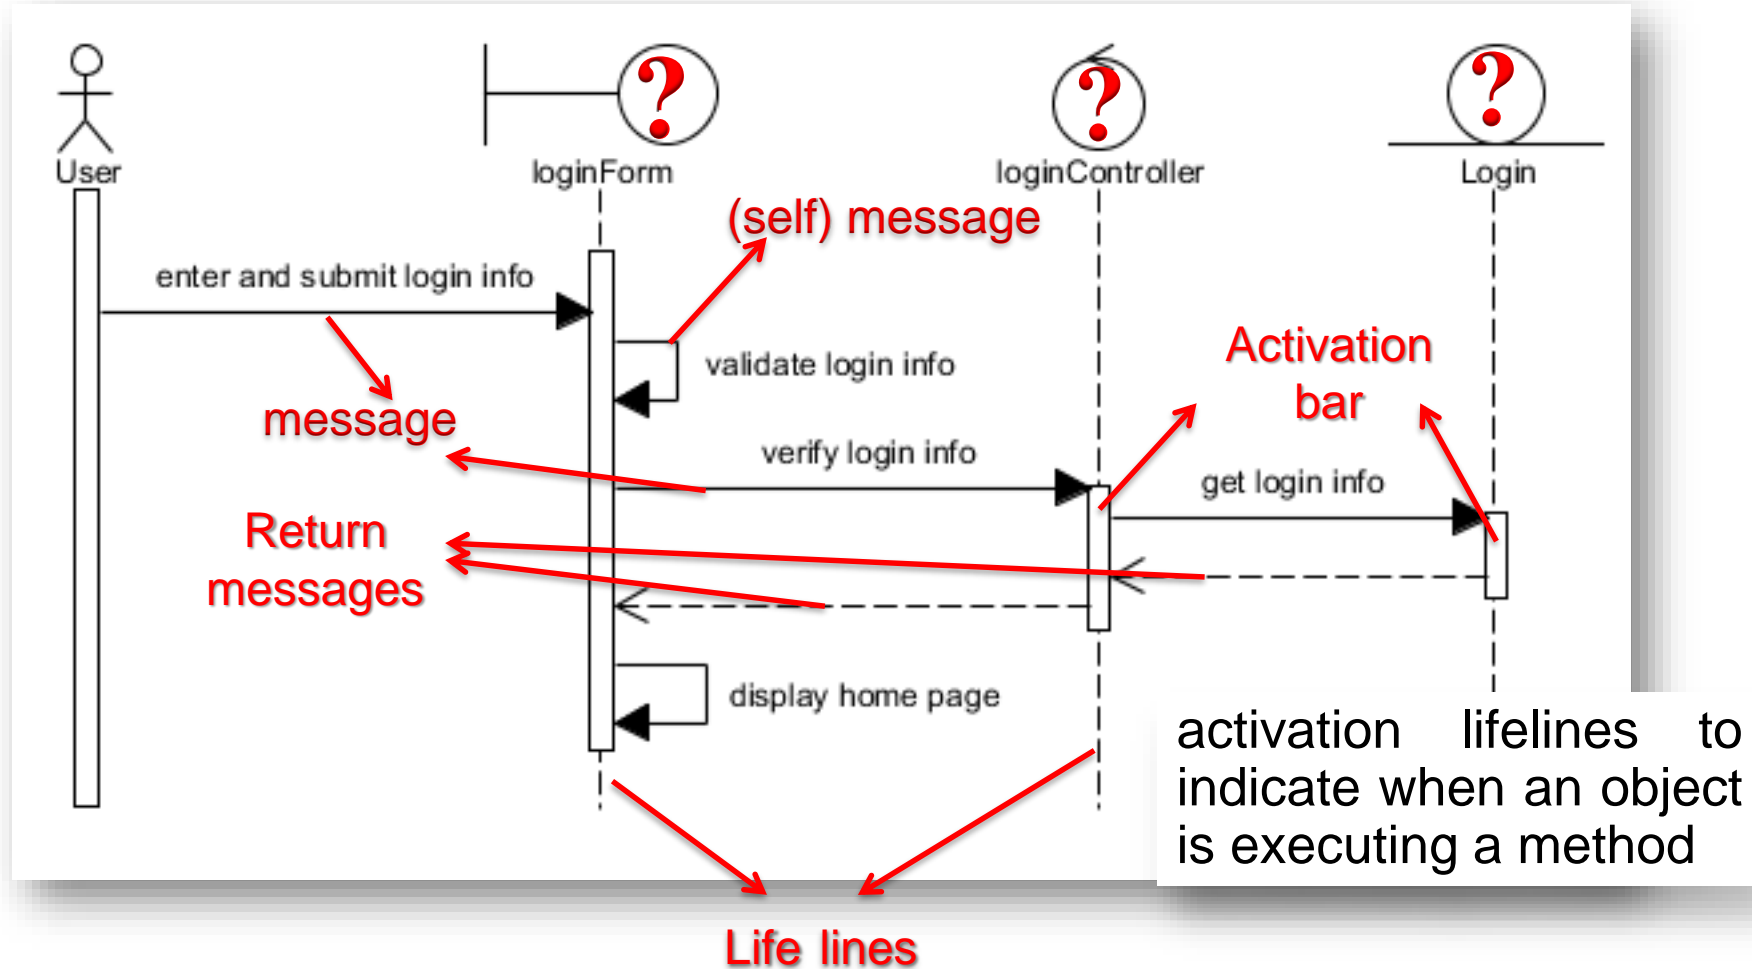 ?
?
?
User
loginForm
loginController
Login
(self) message
enter and submit login info
validate login info
Activation
bar
message
verify login info
get login info
Return
messages
display home page
activation lifelines to
indicate when an object
is executing a method
Life lines